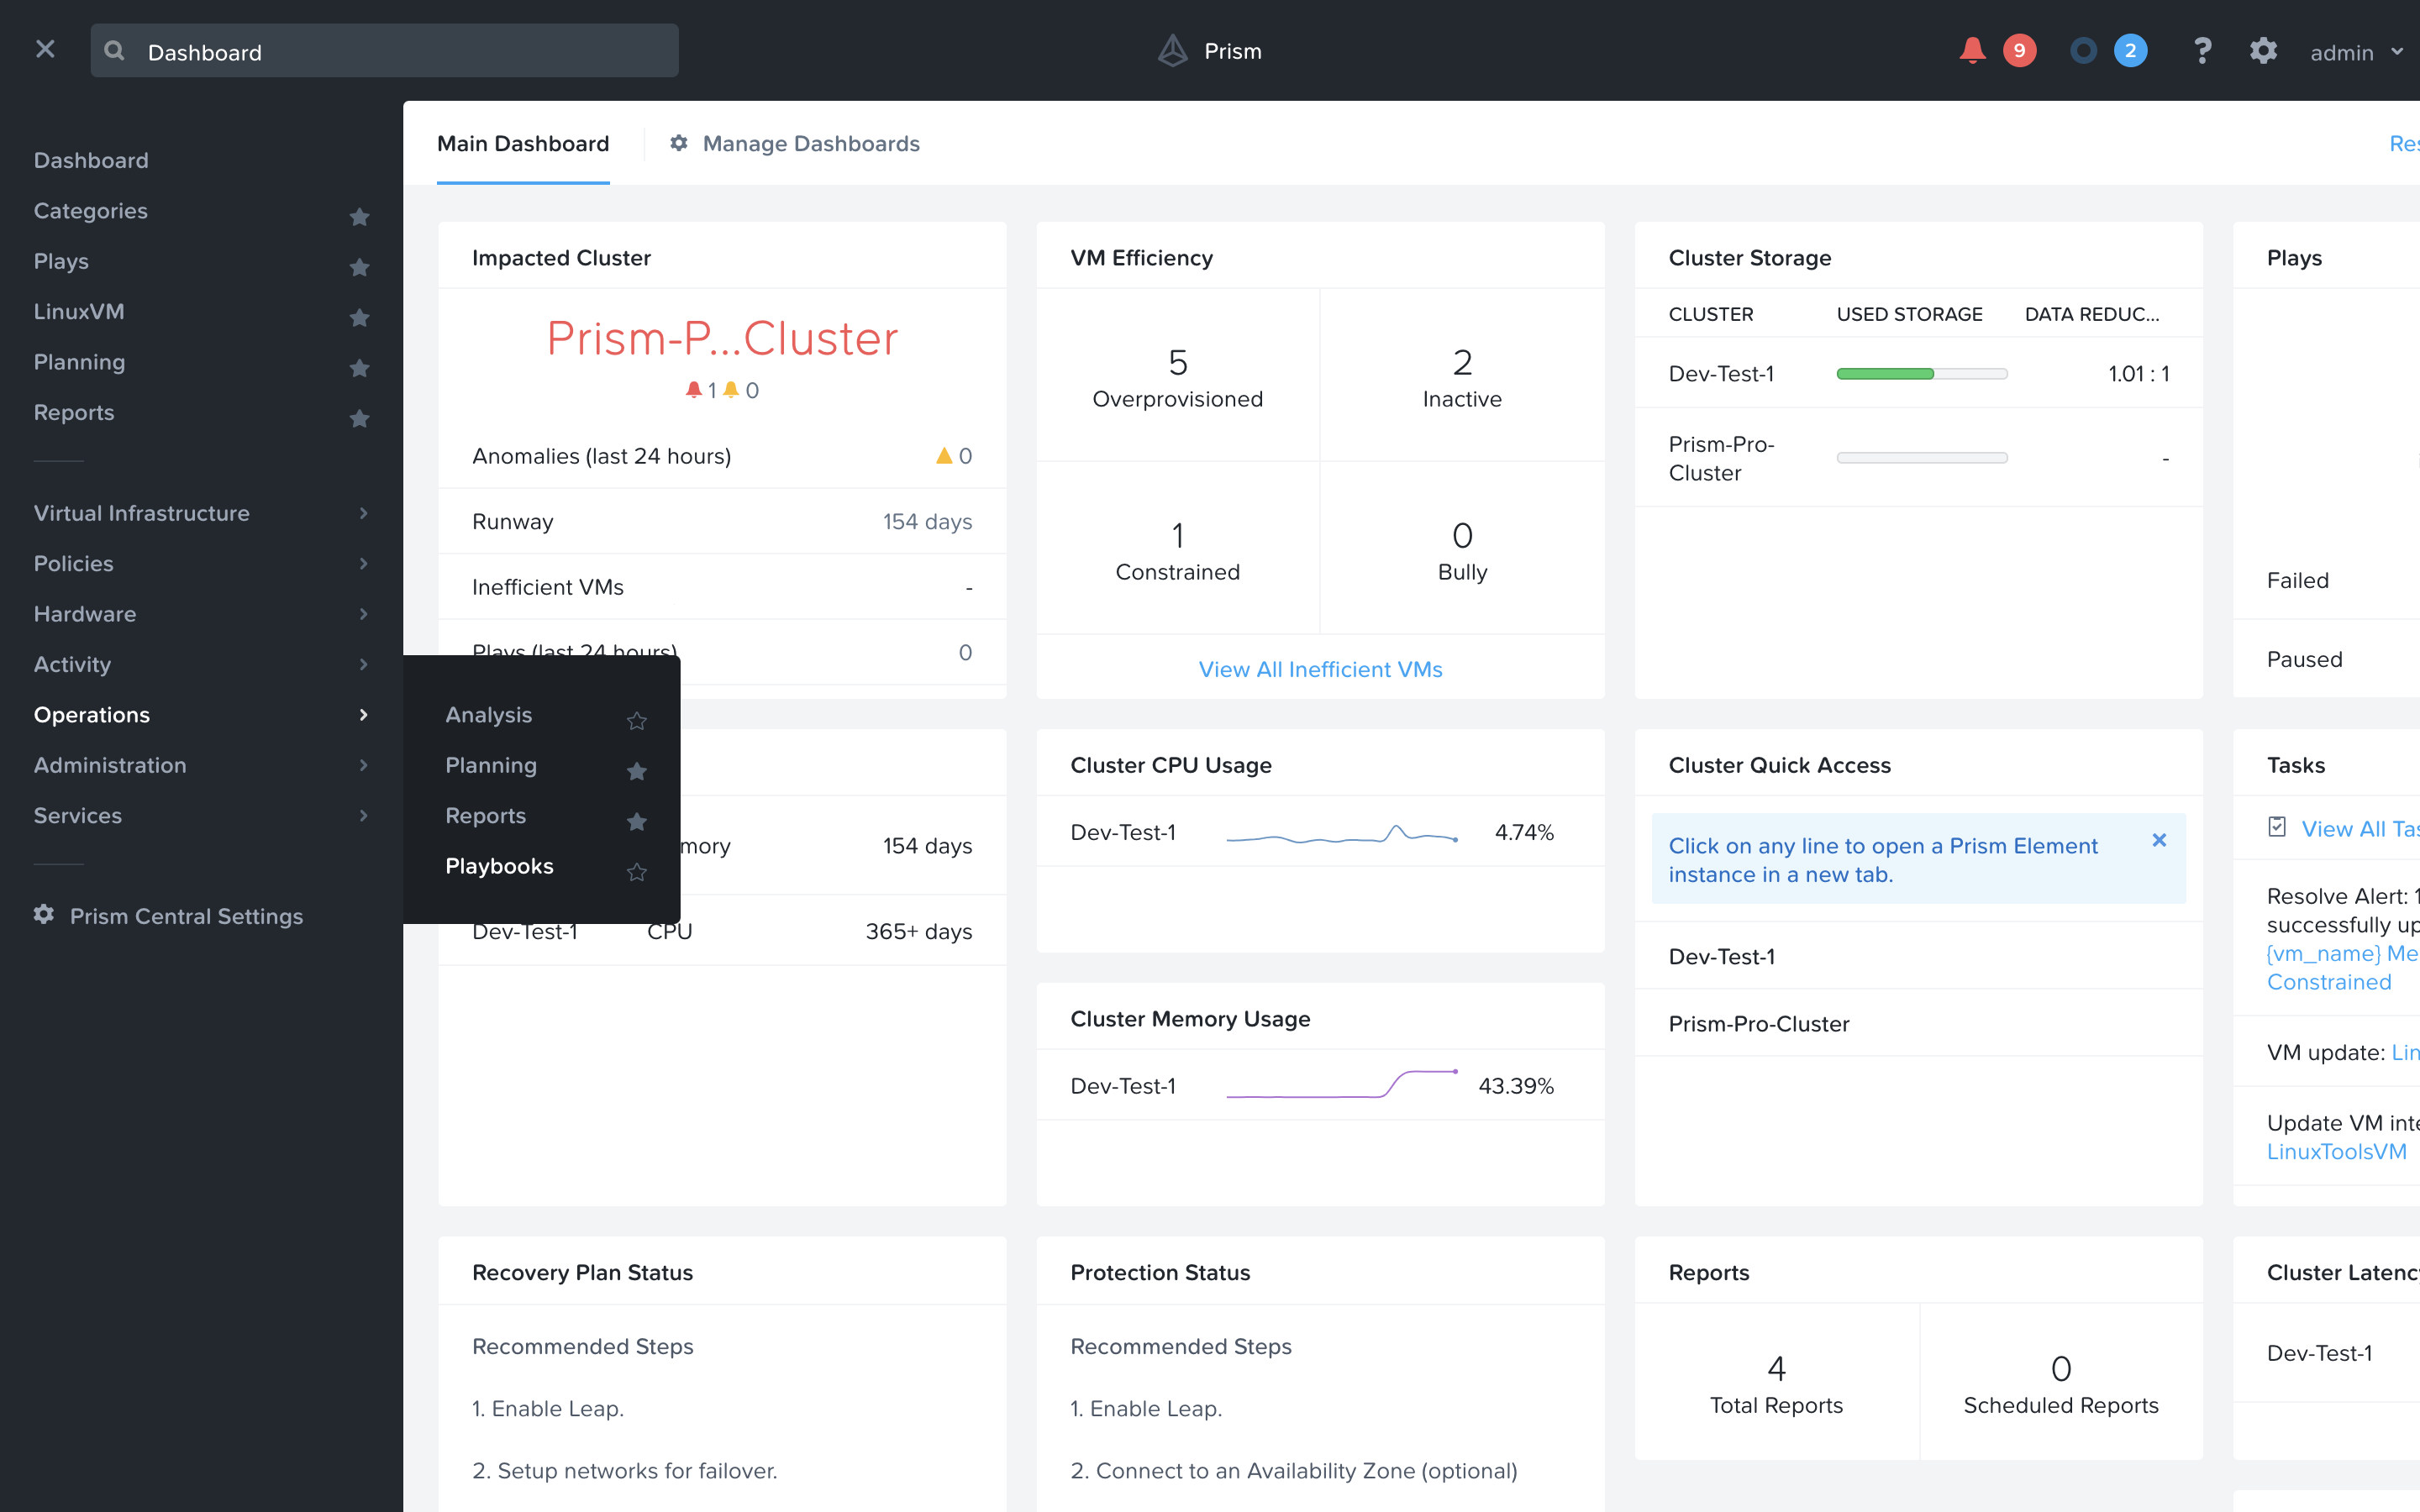 Dashboard
Prism
9
2
?
admin
Dashboard
Categories
Plays
LinuxVM
Planning
Reports
Virtual Infrastructure
Policies
Hardware
Activity
Operations
Administration
Services
Prism Central Settings
Analysis
Planning
Reports
Playbooks
Main Dashboard
Manage Dashboards
Impacted Cluster
Prism-P...Cluster
1 0
Anomalies (last 24 hours) 0
Runway 154 days
Inefficient VMs -
Plays (last 24 hours) 0
VM Efficiency
5
Overprovisioned
2
Inactive
1
Constrained
0
Bully
View All Inefficient VMs
Cluster Storage
CLUSTER USED STORAGE DATA REDUC...
Dev-Test-1 1.01 : 1
Prism-Pro-
Cluster -
Plays
Failed
Paused
154 days
Dev-Test-1 CPU 365+ days
Cluster CPU Usage
Dev-Test-1 4.74%
Cluster Memory Usage
Dev-Test-1 43.39%
Cluster Quick Access
Click on any line to open a Prism Element
instance in a new tab.
Dev-Test-1
Prism-Pro-Cluster
Tasks
View All
Resolve Alert:
successfully
{vm_name}
Constrained
VM update:
Update VM
LinuxToolsVM
Recovery Plan Status
Recommended Steps
1. Enable Leap.
2. Setup networks for failover.
Protection Status
Recommended Steps
1. Enable Leap.
2. Connect to an Availability Zone (optional)
Reports
4
Total Reports
0
Scheduled Reports
Cluster
Dev-Test-1